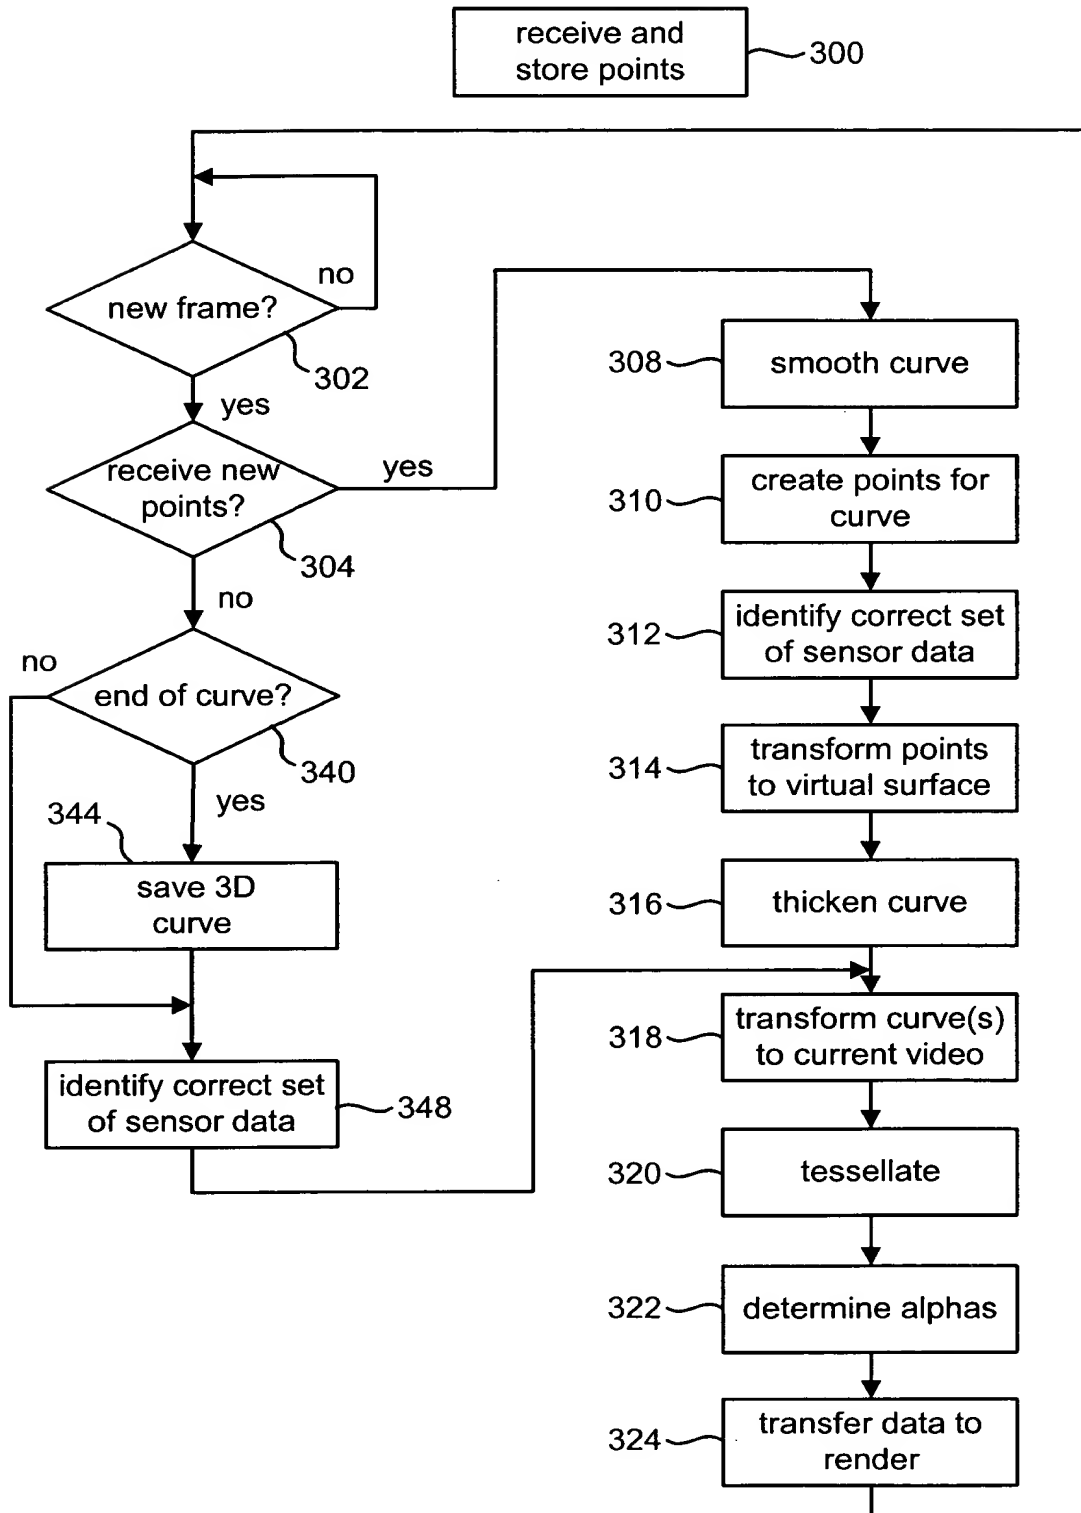 receive and
store points
300
new frame?
no
302
yes
receive new
points?
yes
304
no
end of curve?
no
340
yes
344
save 3D
curve
identify correct set
of sensor data
348
308
smooth curve
310
create points for
curve
312
identify correct set
of sensor data
314
transform points
to virtual surface
316
thicken curve
318
transform curve(s)
to current video
320
tessellate
322
determine alphas
324
transfer data to
render